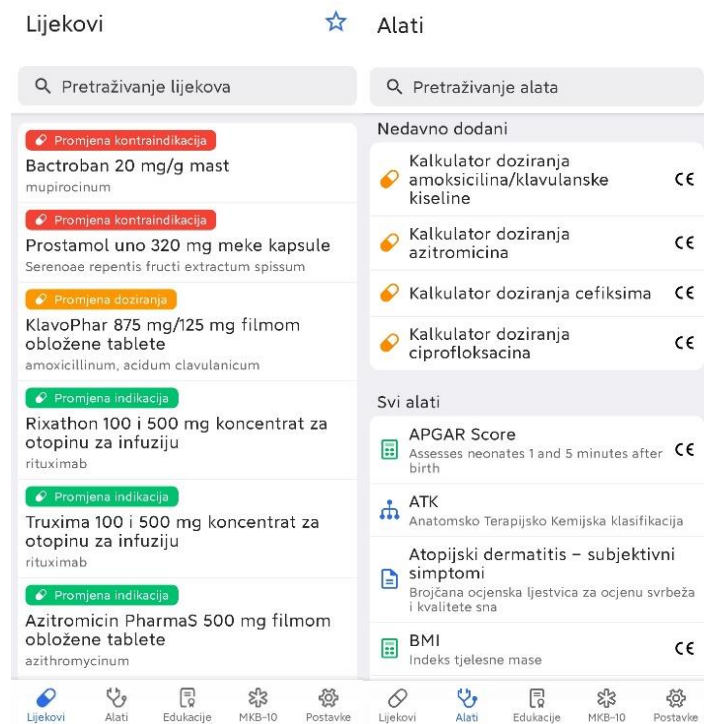 Lijekovi
Pretraživanje lijekova
Promjena kontraindikacija
Bactroban 20 mg/g mast
mupirocinum
Promjena kontraindikacija
Prostamol uno 320 mg meke kapsule
Serenoae repentis fructi extractum spissum
Promjena doziranja
KlavoPhar 875 mg/125 mg filmom
obložene tablete
amoxicillinum, acidum clavulanicum
Promjena indikacija
Rixathon 100 i 500 mg koncentrat za
otopinu za infuziju
rituximab
Promjena indikacija
Truxima 100 i 500 mg koncentrat za
otopinu za infuziju
rituximab
Promjena indikacija
Azitromicin PharmaS 500 mg filmom
obložene tablete
azithromycinum
Lijekovi Alati Edukacije MKB-10 Postavke
Alati
Pretraživanje alata
Nedavno dodani
Kalkulator doziranja
amoksicilina/klavulanske
kiseline
CE
Kalkulator doziranja
azitromicina
CE
Kalkulator doziranja cefiksima CE
Kalkulator doziranja
ciprofloksacina
CE
Svi alati
APGAR Score
Assesses neonates 1 and 5 minutes after
birth
CE
ATK
Anatomsko Terapijsko Kemijska klasifikacija
Atopijski dermatitis – subjektivni
simptomi
Brojčana ocjenska ljestvica za ocjenu svrbeža
i kvalitete sna
BMI
Indeks tjelesne mase
CE
Lijekovi Alati Edukacije MKB-10 Postavke